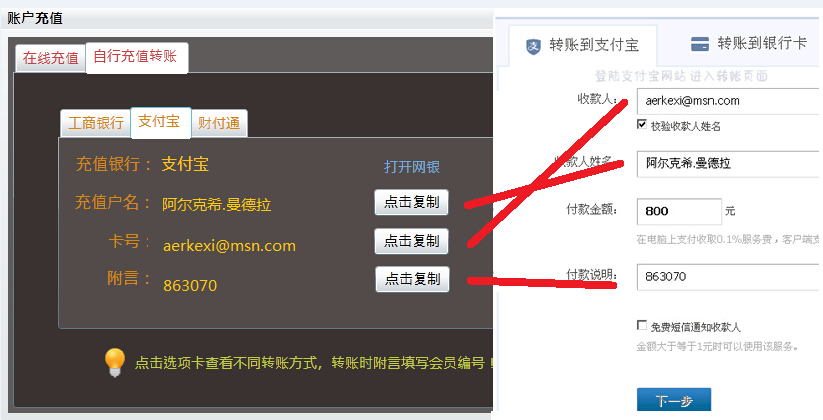 账户充值
在线充值
自行充值转账
工商银行
支付宝
财付通
充值银行：
支付宝
打开网银
充值户名：
阿尔克希.曼德拉
点击复制
卡号：
aerkexi@msn.com
点击复制
附言：
863070
点击复制
点击选项卡查看不同转账方式，转账时附言填写会员编号！
转账到支付宝
转账到银行卡
登陆支付宝网站 进入转帐页面
收款人：
aerkexi@msn.com
校验收款人姓名
收款人姓名：
阿尔克希.曼德拉
付款金额：
800 元
在电脑上支付收取0.1%服务费，客户端支
付款说明：
863070
免费短信通知收款人
金额大于等于1元时可以使用该服务。
下一步